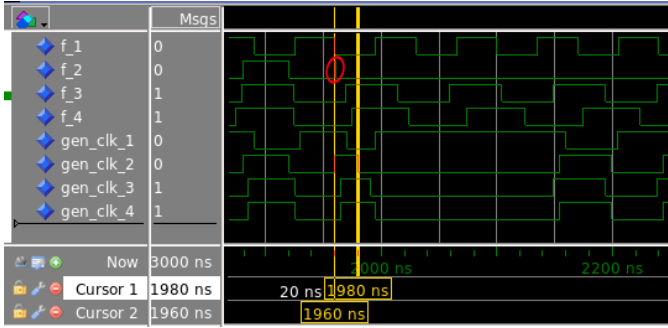 Msgs
f_1 0
f_2 0
f_3 1
f_4 1
gen_clk_1 0
gen_clk_2 0
gen_clk_3 1
gen_clk_4 1
Now 3000 ns 2000 ns 2200 ns
Cursor 1 1980 ns 20 ns 1980 ns
Cursor 2 1960 ns 1960 ns